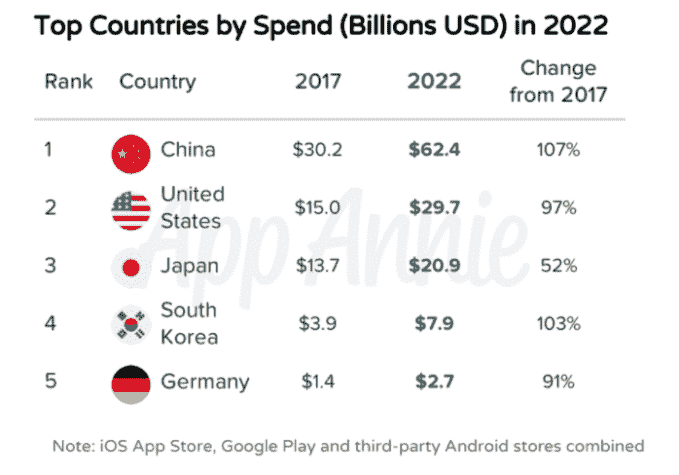 Top Countries by Spend (Billions USD) in 2022
Rank Country 2017 2022 Change from 2017
1 China $30.2 $62.4 107%
2 United States $15.0 $29.7 97%
3 Japan $13.7 $20.9 52%
4 South Korea $3.9 $7.9 103%
5 Germany $1.4 $2.7 91%
App Annie
Note: iOS App Store, Google Play and third-party Android stores combined